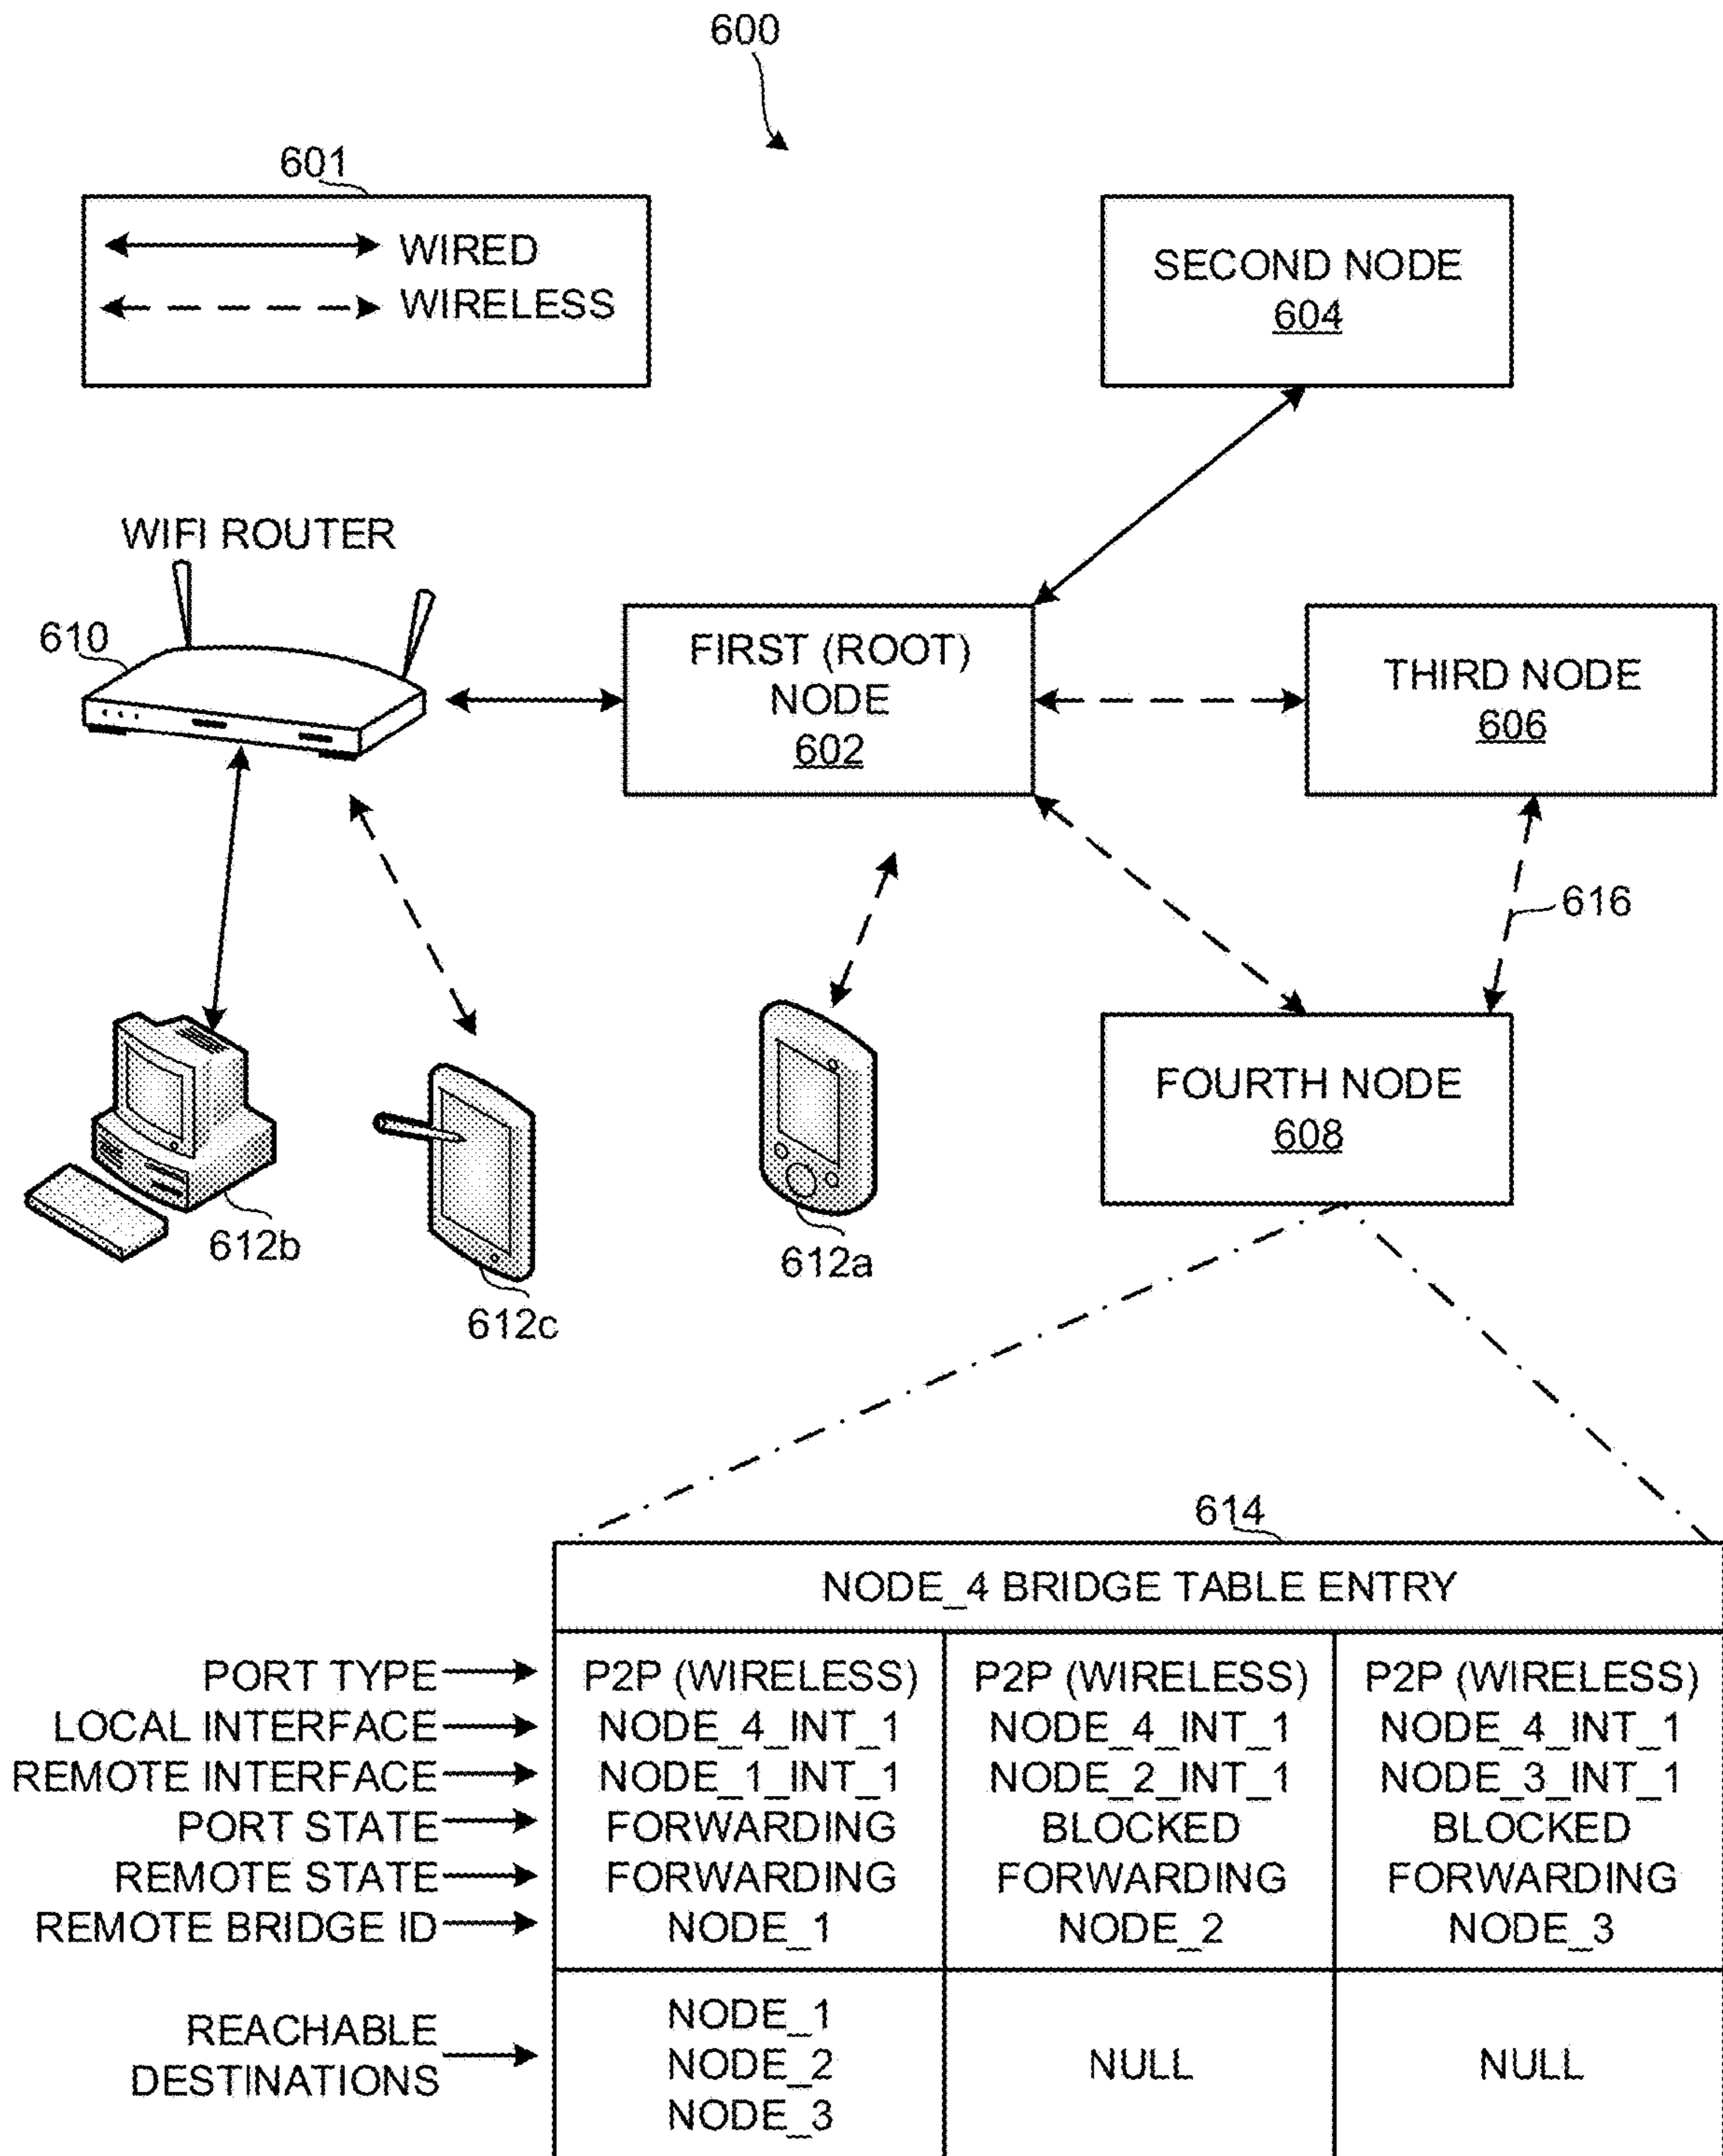 600
601
WIRED
WIRELESS
SECOND NODE
604
WIFI ROUTER
610
FIRST (ROOT)
NODE
602
THIRD NODE
606
616
FOURTH NODE
608
612b
612c
612a
614
NODE_4 BRIDGE TABLE ENTRY
PORT TYPE P2P (WIRELESS) P2P (WIRELESS) P2P (WIRELESS)
LOCAL INTERFACE NODE_4_INT_1 NODE_4_INT_1 NODE_4_INT_1
REMOTE INTERFACE NODE_1_INT_1 NODE_2_INT_1 NODE_3_INT_1
PORT STATE FORWARDING BLOCKED BLOCKED
REMOTE STATE FORWARDING FORWARDING FORWARDING
REMOTE BRIDGE ID NODE_1 NODE_2 NODE_3
REACHABLE
DESTINATIONS
NODE_1
NODE_2
NODE_3
NULL
NULL